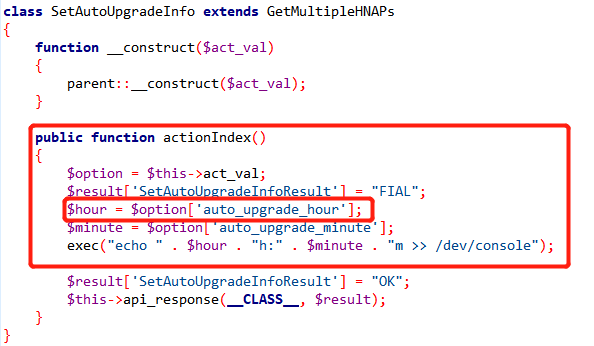 class SetAutoUpgradeInfo extends GetMultipleHNAPs
{
function __construct($act_val)
{
parent::__construct($act_val);
}
public function actionIndex()
{
$option = $this->act_val;
$result['SetAutoUpgradeInfoResult'] = "FIAL";
$hour = $option['auto_upgrade_hour'];
$minute = $option['auto_upgrade_minute'];
exec("echo " . $hour . "h:" . $minute . "m >> /dev/console");
$result['SetAutoUpgradeInfoResult'] = "OK";
$this->api_response(__CLASS__, $result);
}
}